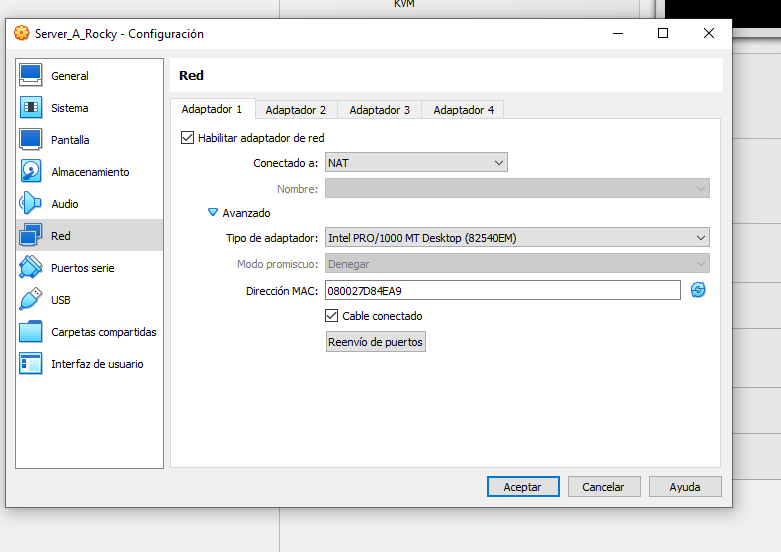 KVM
Server_A_Rocky - Configuración
General
Sistema
Pantalla
Almacenamiento
Audio
Red
Puertos serie
USB
Carpetas compartidas
Interfaz de usuario
Red
Adaptador 1 Adaptador 2 Adaptador 3 Adaptador 4
Habilitar adaptador de red
Conectado a: NAT
Nombre:
Avanzado
Tipo de adaptador: Intel PRO/1000 MT Desktop (82540EM)
Modo promiscuo: Denegar
Dirección MAC: 080027D84EA9
Cable conectado
Reenvío de puertos
Aceptar Cancelar Ayuda